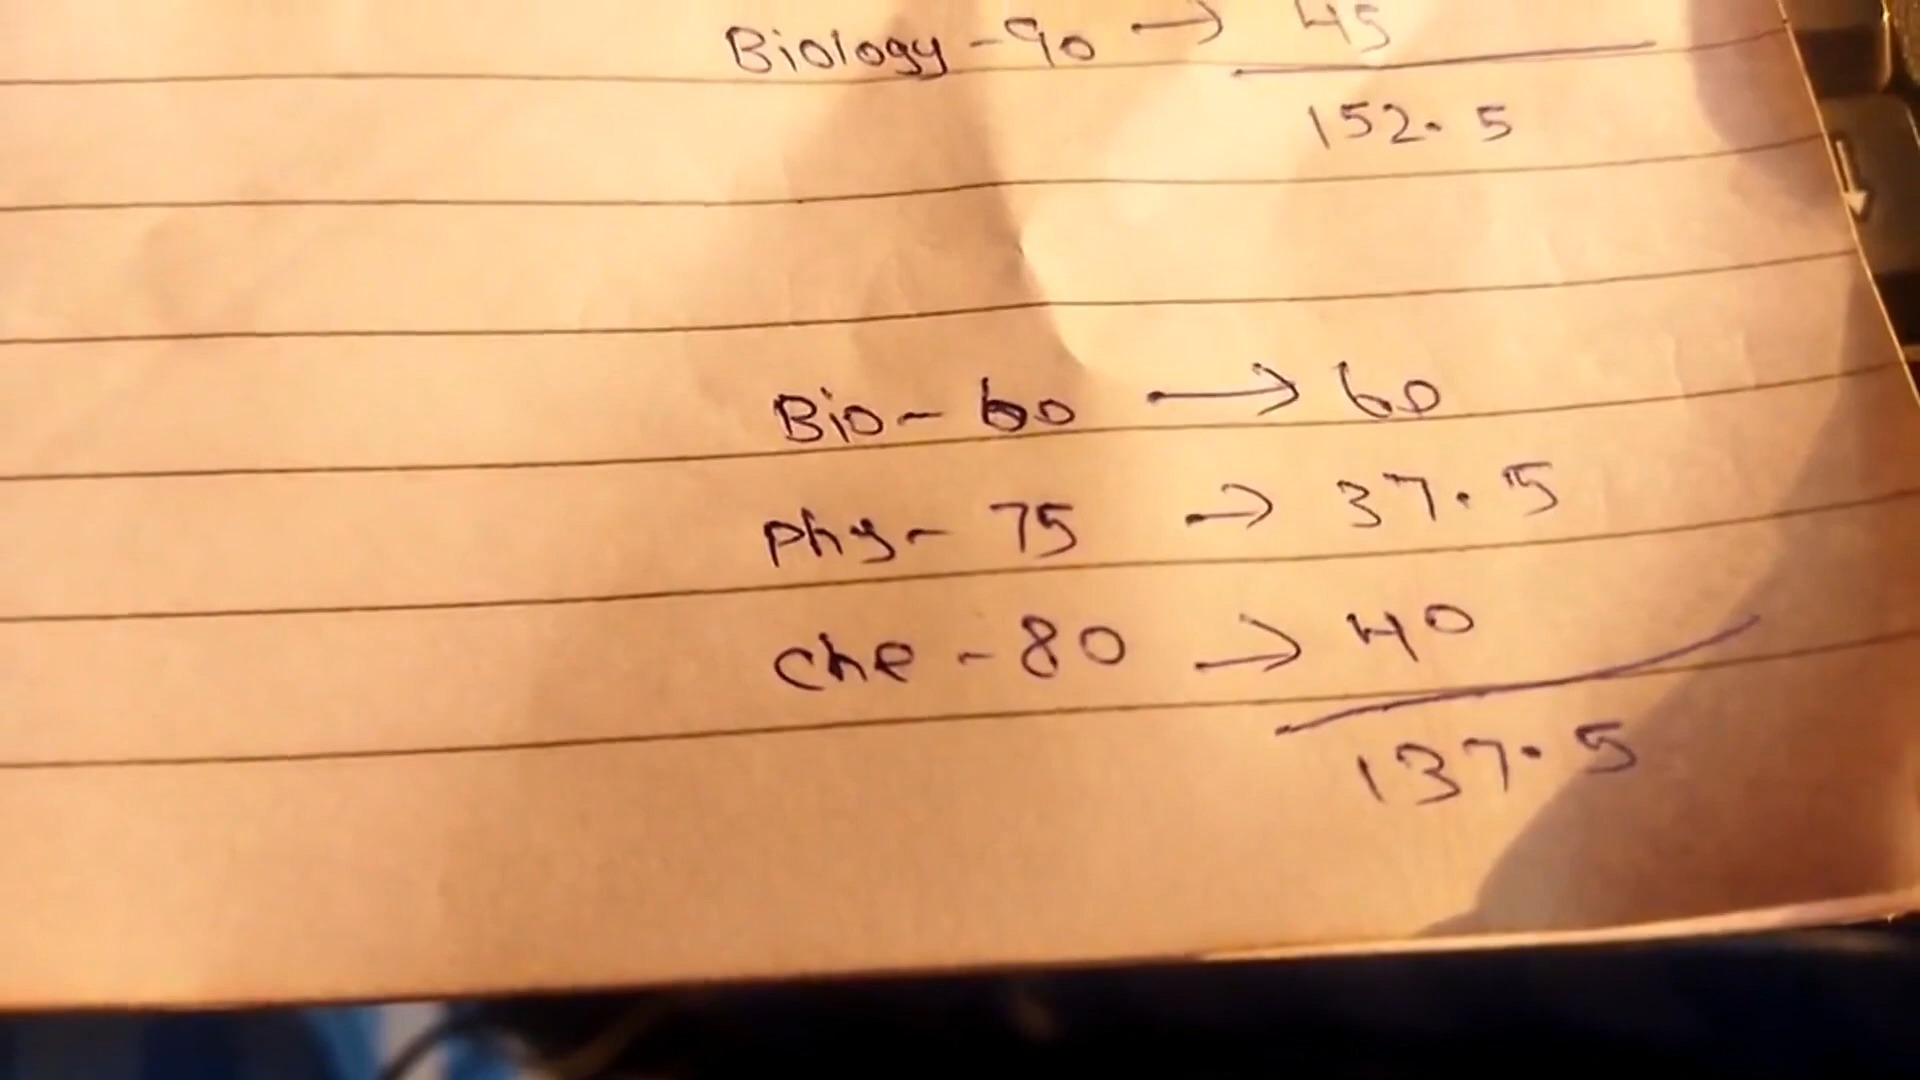 Biology - 90 → 45
152.5
Bio - 60 → 60
Phy - 75 → 37.5
Che - 80 → 40
137.5